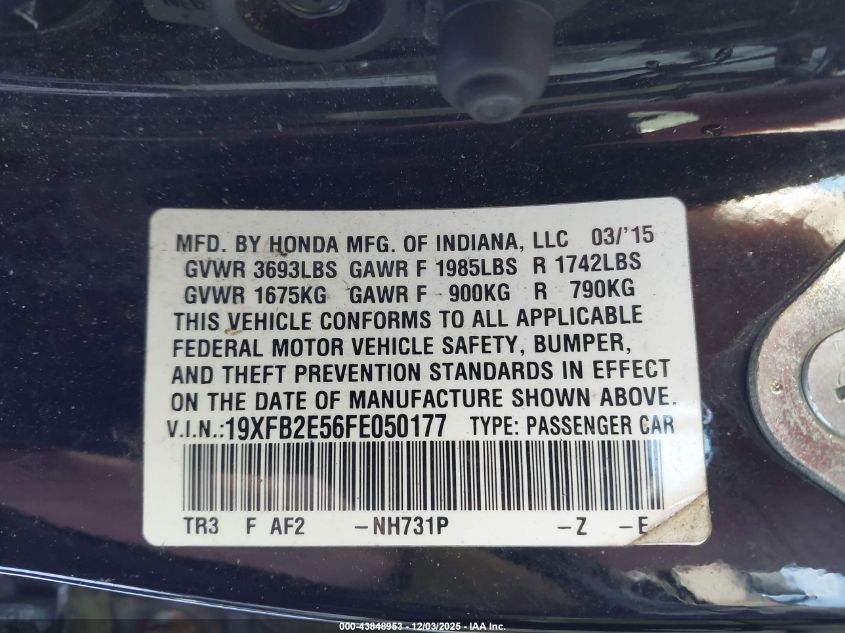 MFD. BY HONDA MFG. OF INDIANA, LLC 03/'15
GVWR 3693LBS GAWR F 1985LBS R 1742LBS
GVWR 1675KG GAWR F 900KG R 790KG
THIS VEHICLE CONFORMS TO ALL APPLICABLE
FEDERAL MOTOR VEHICLE SAFETY, BUMPER,
AND THEFT PREVENTION STANDARDS IN EFFECT
ON THE DATE OF MANUFACTURE SHOWN ABOVE.
V.I.N.:19XFB2E56FE050177 TYPE: PASSENGER CAR
TR3 F AF2 -NH731P -Z -E
000-43848953 - 12/03/2025 - IAA Inc.